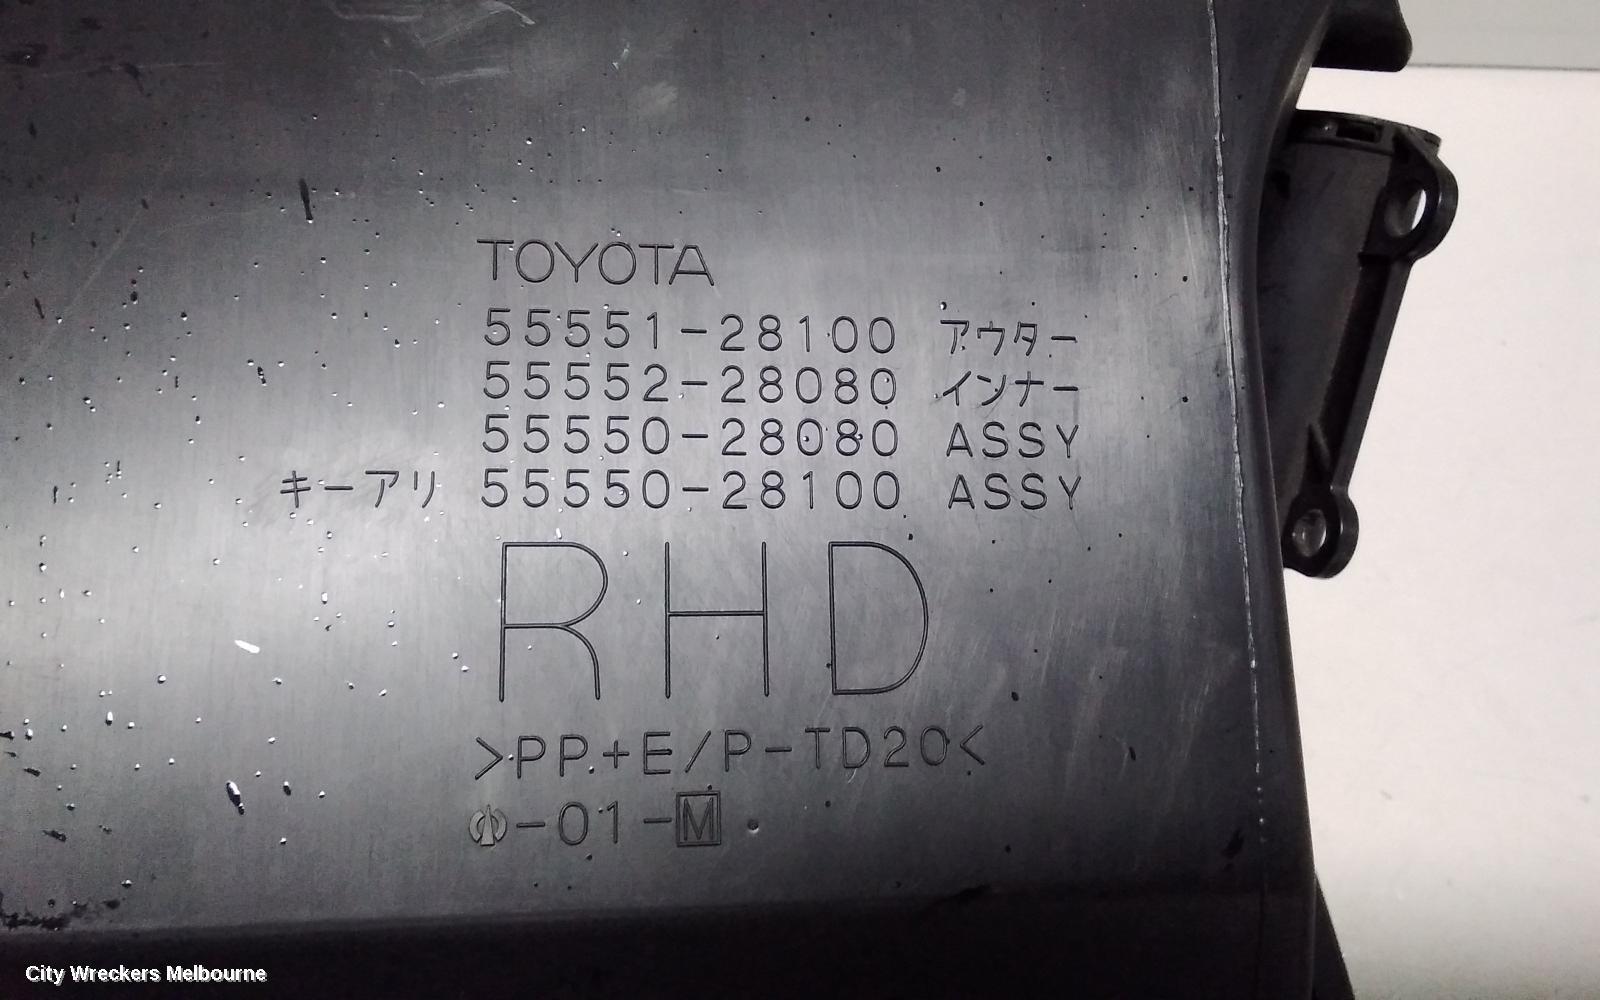 TOYOTA
55551-28100 アウター
55552-28080 インナー
55550-28080 ASSY
キーアリ 55550-28100 ASSY
RHD
>PP+E/P-TD20<
-01-M
City Wreckers Melbourne